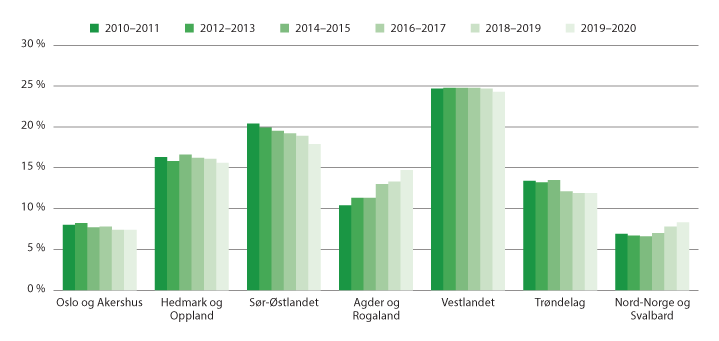 2010–2011 2012–2013 2014–2015 2016–2017 2018–2019 2019–2020
30 %
25 %
20 %
15 %
10 %
5 %
0 %
Oslo og Akershus Hedmark og Sør-Østlandet Agder og Vestlandet Trøndelag Nord-Norge og
Oppland Rogaland Svalbard